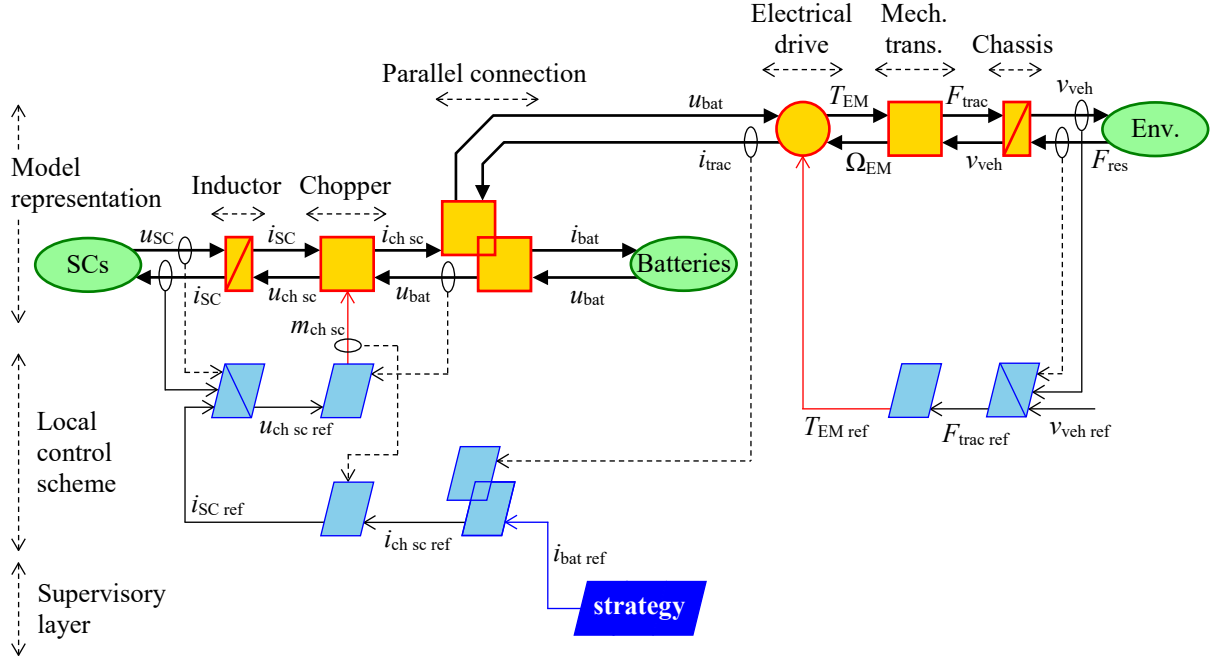 Electrical
drive
Mech.
trans.
Chassis
Parallel connection
u_bat
T_EM
F_trac
v_veh
Env.
i_trac
Ω_EM
v_veh
F_res
Model
representation
Inductor
Chopper
SCs
u_SC
i_SC
i_ch sc
i_bat
Batteries
i_SC
u_ch sc
u_bat
u_bat
m_ch sc
Local
control
scheme
u_ch sc ref
T_EM ref
F_trac ref
v_veh ref
i_SC ref
i_ch sc ref
i_bat ref
Supervisory
layer
strategy